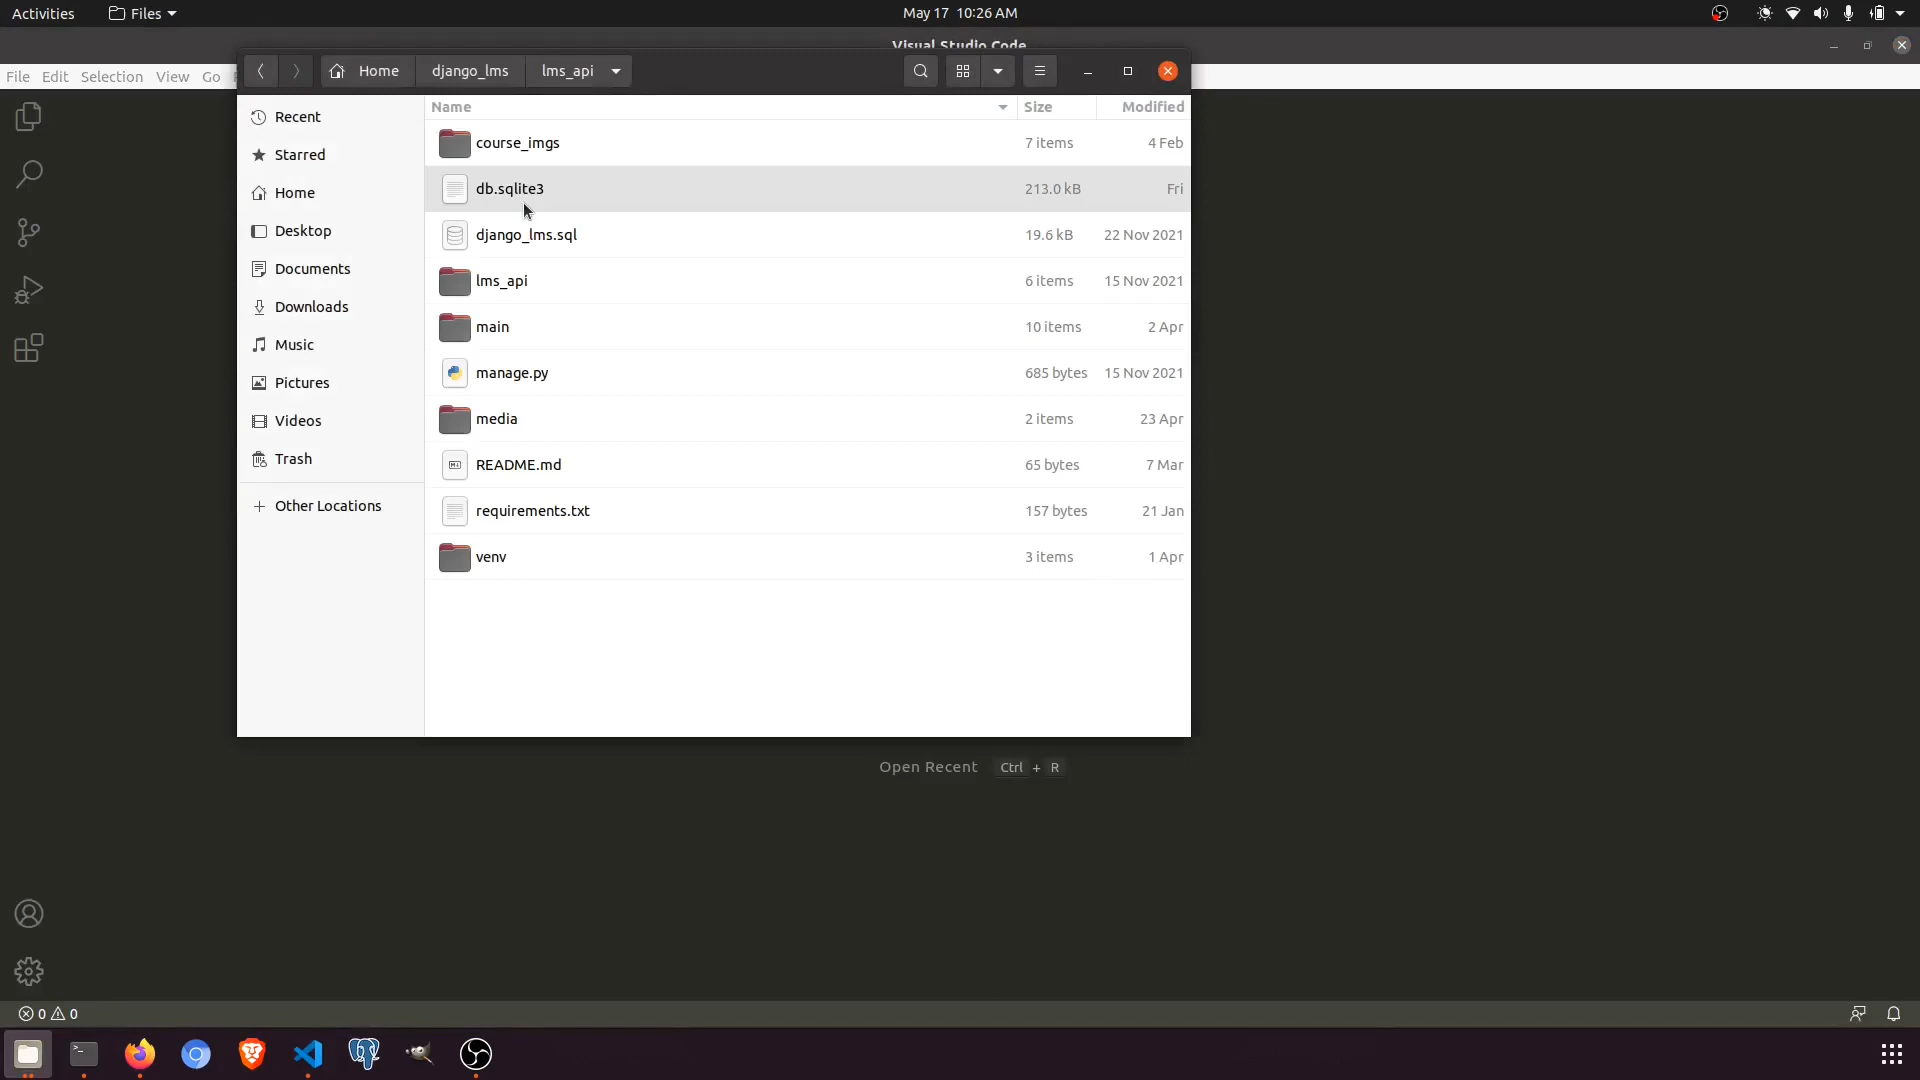 Activities Files May 17 10:26 AM
Visual Studio Code
File Edit Selection View Go
Home django_lms lms_api
Name Size Modified
Recent
Starred
Home
Desktop
Documents
Downloads
Music
Pictures
Videos
Trash
Other Locations
course_imgs 7 items 4 Feb
db.sqlite3 213.0 kB Fri
django_lms.sql 19.6 kB 22 Nov 2021
lms_api 6 items 15 Nov 2021
main 10 items 2 Apr
manage.py 685 bytes 15 Nov 2021
media 2 items 23 Apr
README.md 65 bytes 7 Mar
requirements.txt 157 bytes 21 Jan
venv 3 items 1 Apr
Open Recent Ctrl + R
0 0